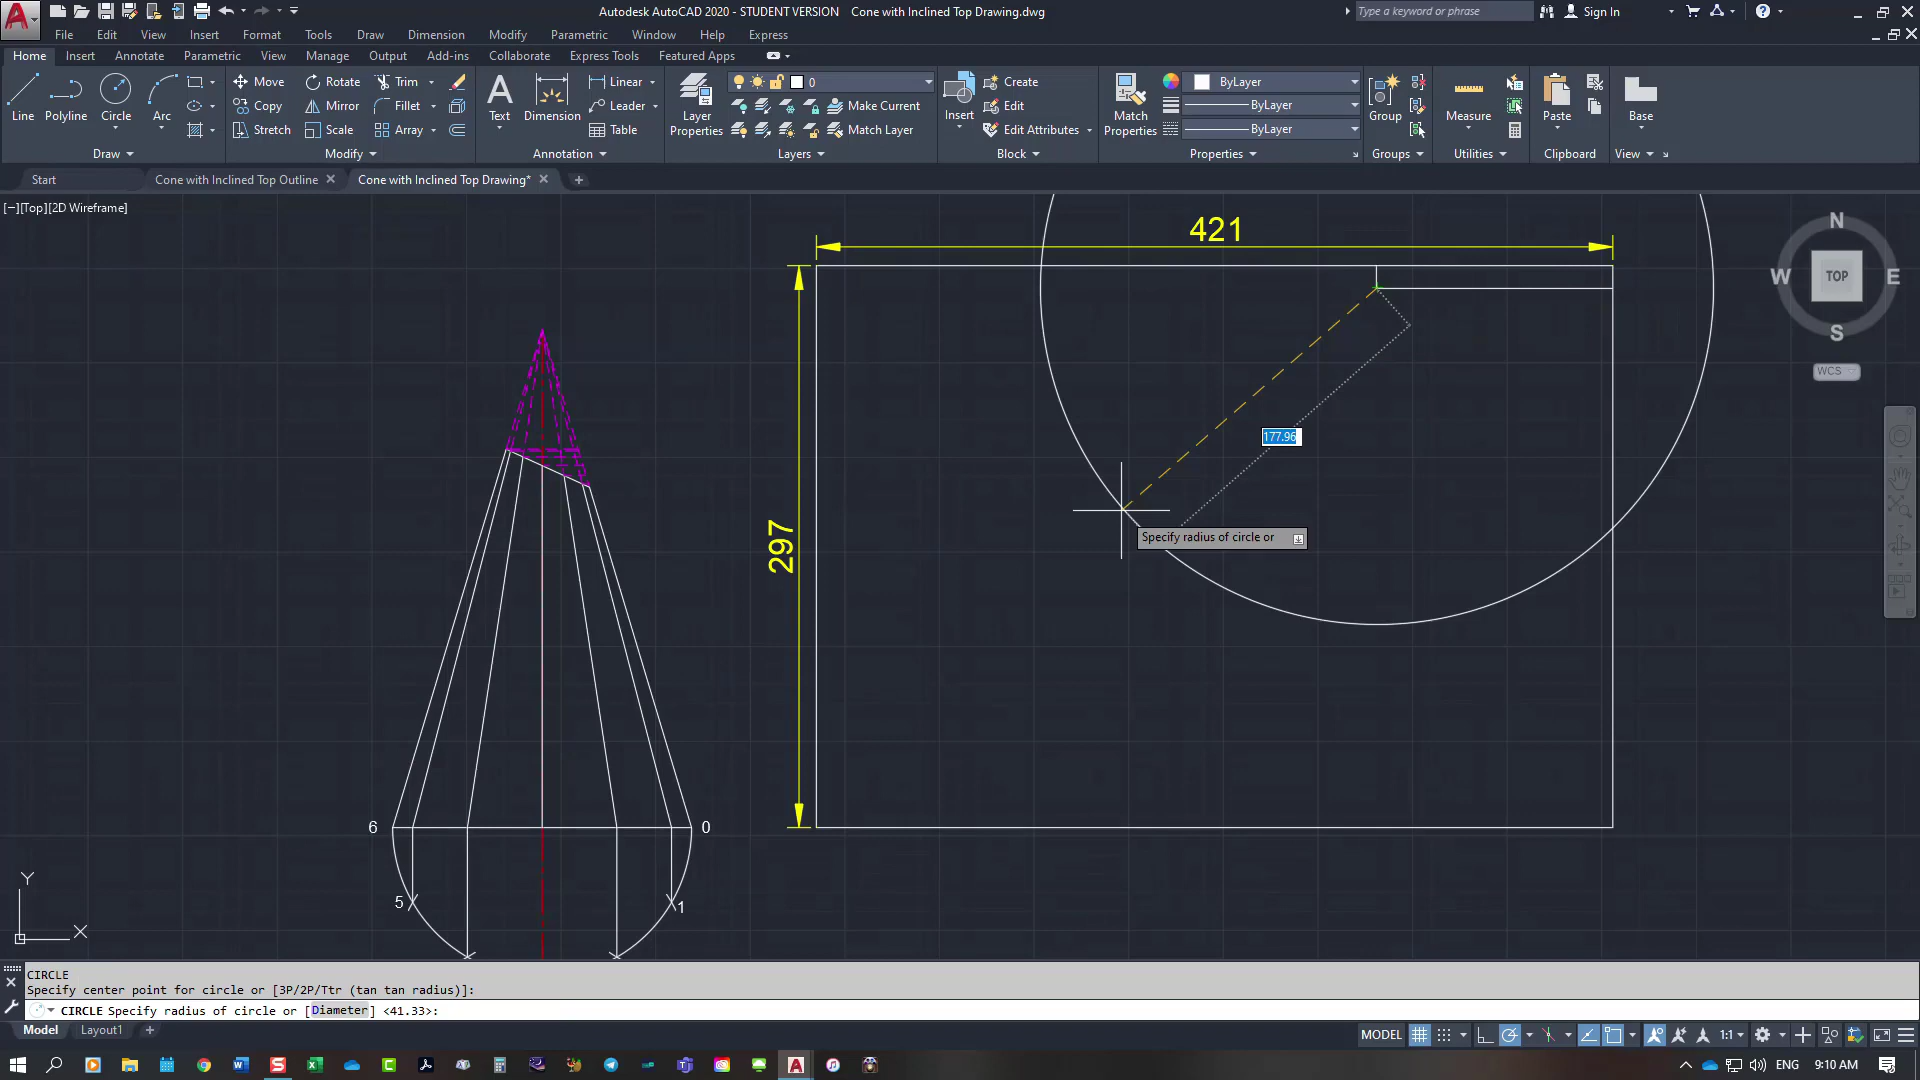 Autodesk AutoCAD 2020 - STUDENT VERSION Cone with Inclined Top Drawing.dwg
Type a keyword or phrase
Sign In
File Edit View Insert Format Tools Draw Dimension Modify Parametric Window Help Express
Home Insert Annotate Parametric View Manage Output Add-ins Collaborate Express Tools Featured Apps
Line Polyline Circle Arc
Draw
Move Rotate Trim
Copy Mirror Fillet
Stretch Scale Array
Modify
Text Dimension
Linear
Leader
Table
Annotation
Layer Properties
0
Make Current
Match Layer
Layers
Insert
Create
Edit
Edit Attributes
Block
Match Properties
ByLayer
ByLayer
ByLayer
Properties
Group
Groups
Measure
Utilities
Paste
Clipboard
Base
View
Start
Cone with Inclined Top Outline
Cone with Inclined Top Drawing*
[−][Top][2D Wireframe]
421
297
177.96
Specify radius of circle or
6
0
5
1
N
W TOP E
S
WCS
Y
X
CIRCLE
Specify center point for circle or [3P/2P/Ttr (tan tan radius)]:
CIRCLE Specify radius of circle or [Diameter] <41.33>:
Model Layout1
MODEL
1:1
ENG
9:10 AM